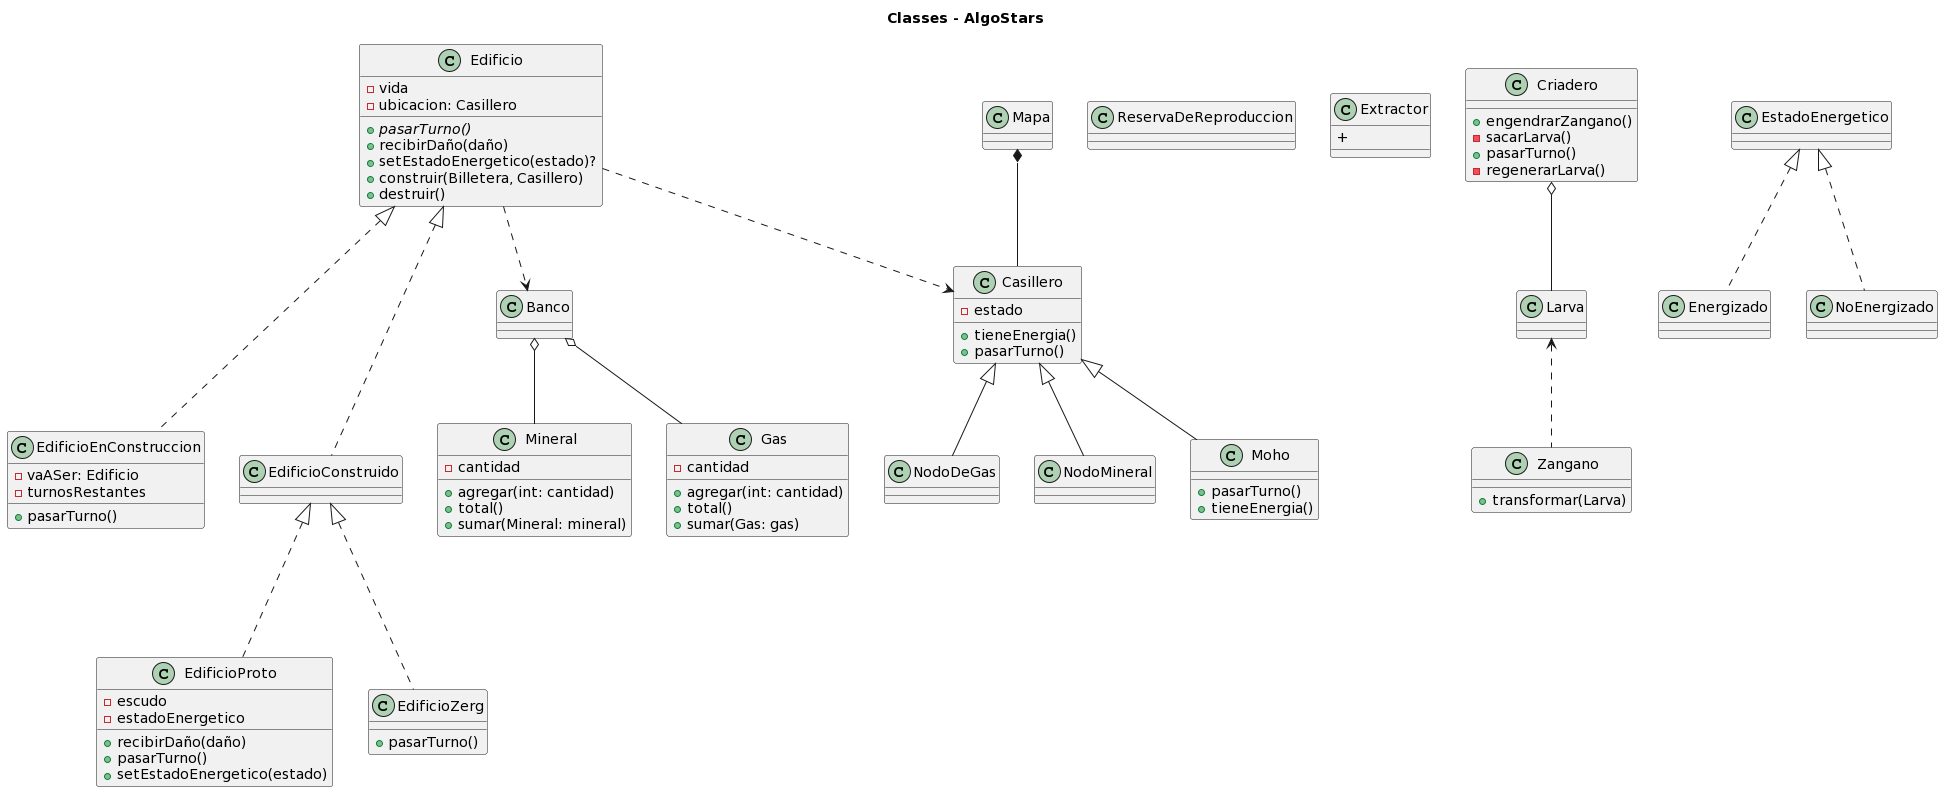 Classes - AlgoStars
C Edificio
vida
ubicacion: Casillero
pasarTurno()
recibirDaño(daño)
setEstadoEnergetico(estado)?
construir(Billetera, Casillero)
destruir()
C Mapa
C ReservaDeReproduccion
C Extractor
+
C Criadero
engendrarZangano()
sacarLarva()
pasarTurno()
regenerarLarva()
C EstadoEnergetico
C Banco
C Casillero
estado
tieneEnergia()
pasarTurno()
C Larva
C Energizado
C NoEnergizado
C EdificioEnConstruccion
vaASer: Edificio
turnosRestantes
pasarTurno()
C EdificioConstruido
C Mineral
cantidad
agregar(int: cantidad)
total()
sumar(Mineral: mineral)
C Gas
cantidad
agregar(int: cantidad)
total()
sumar(Gas: gas)
C NodoDeGas
C NodoMineral
C Moho
pasarTurno()
tieneEnergia()
C Zangano
transformar(Larva)
C EdificioProto
escudo
estadoEnergetico
recibirDaño(daño)
pasarTurno()
setEstadoEnergetico(estado)
C EdificioZerg
pasarTurno()